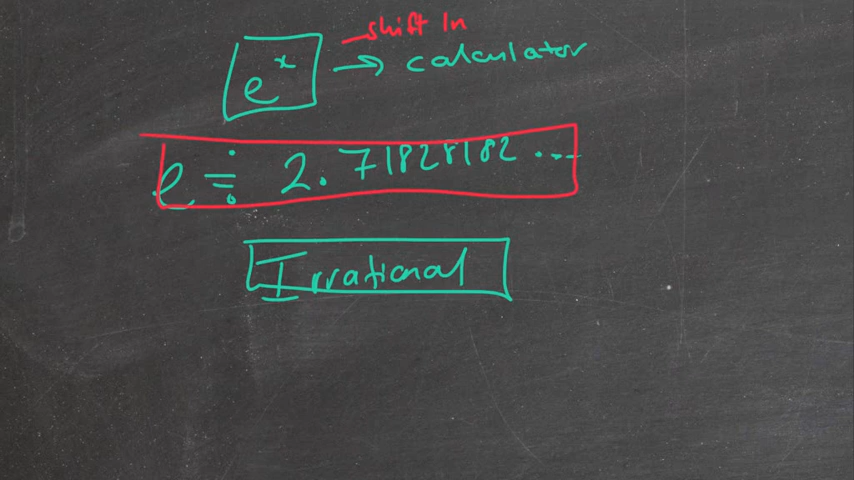 shift ln
e^x → calculator
e ≑ 2.71828182...
Irrational